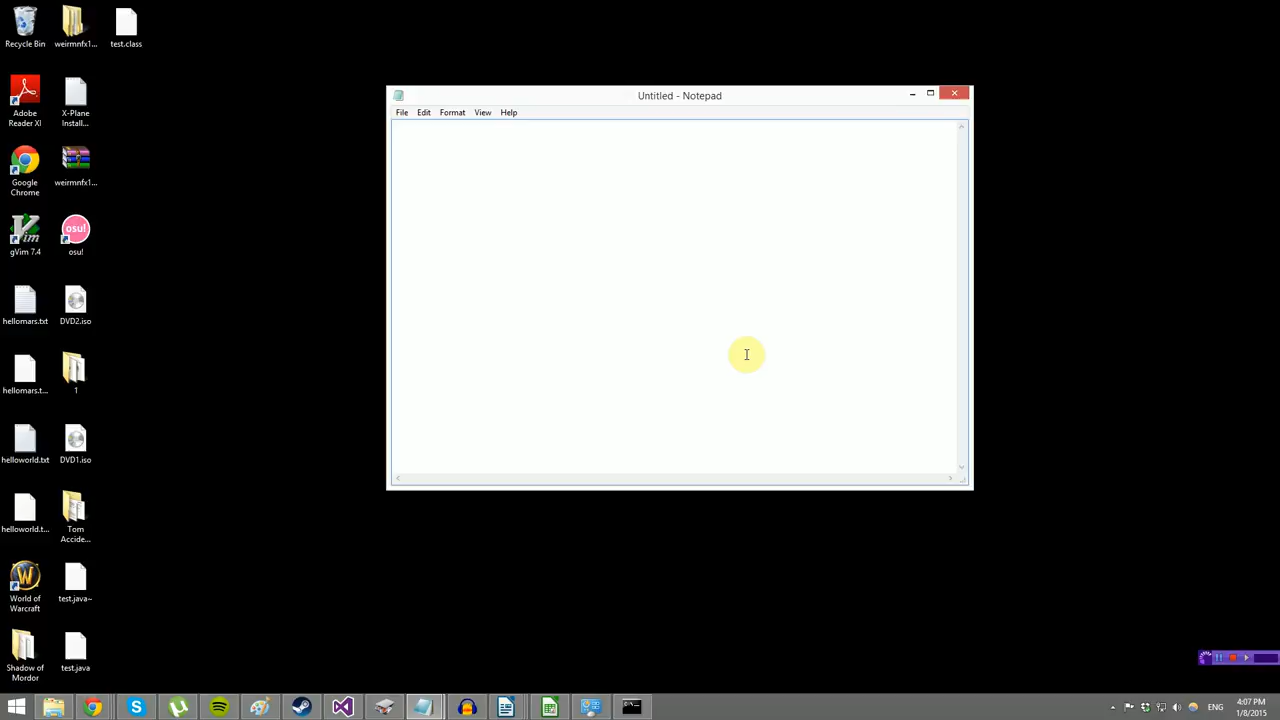 Recycle Bin
weirmnfx1...
test.class
Adobe
Reader XI
X-Plane
Install...
Google
Chrome
weirmnfx1...
gVim 7.4
osu!
osu!
hellomars.txt
DVD2.iso
hellomars.t...
1
helloworld.txt
DVD1.iso
helloworld.t...
Tom
Accide...
World of
Warcraft
test.java~
Shadow of
Mordor
test.java
Untitled - Notepad
File Edit Format View Help
ENG
4:07 PM
1/8/2015